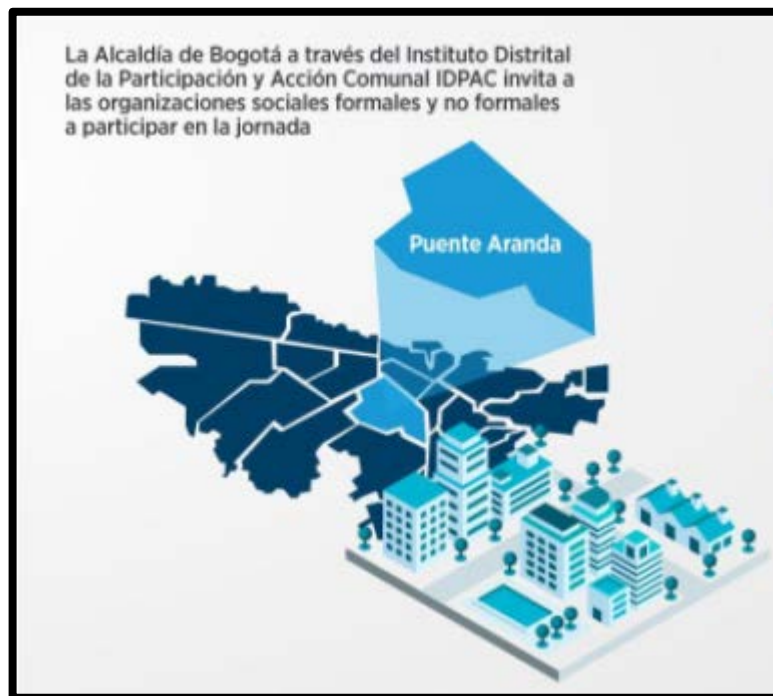 La Alcaldía de Bogotá a través del Instituto Distrital
de la Participación y Acción Comunal IDPAC invita a
las organizaciones sociales formales y no formales
a participar en la jornada
Puente Aranda